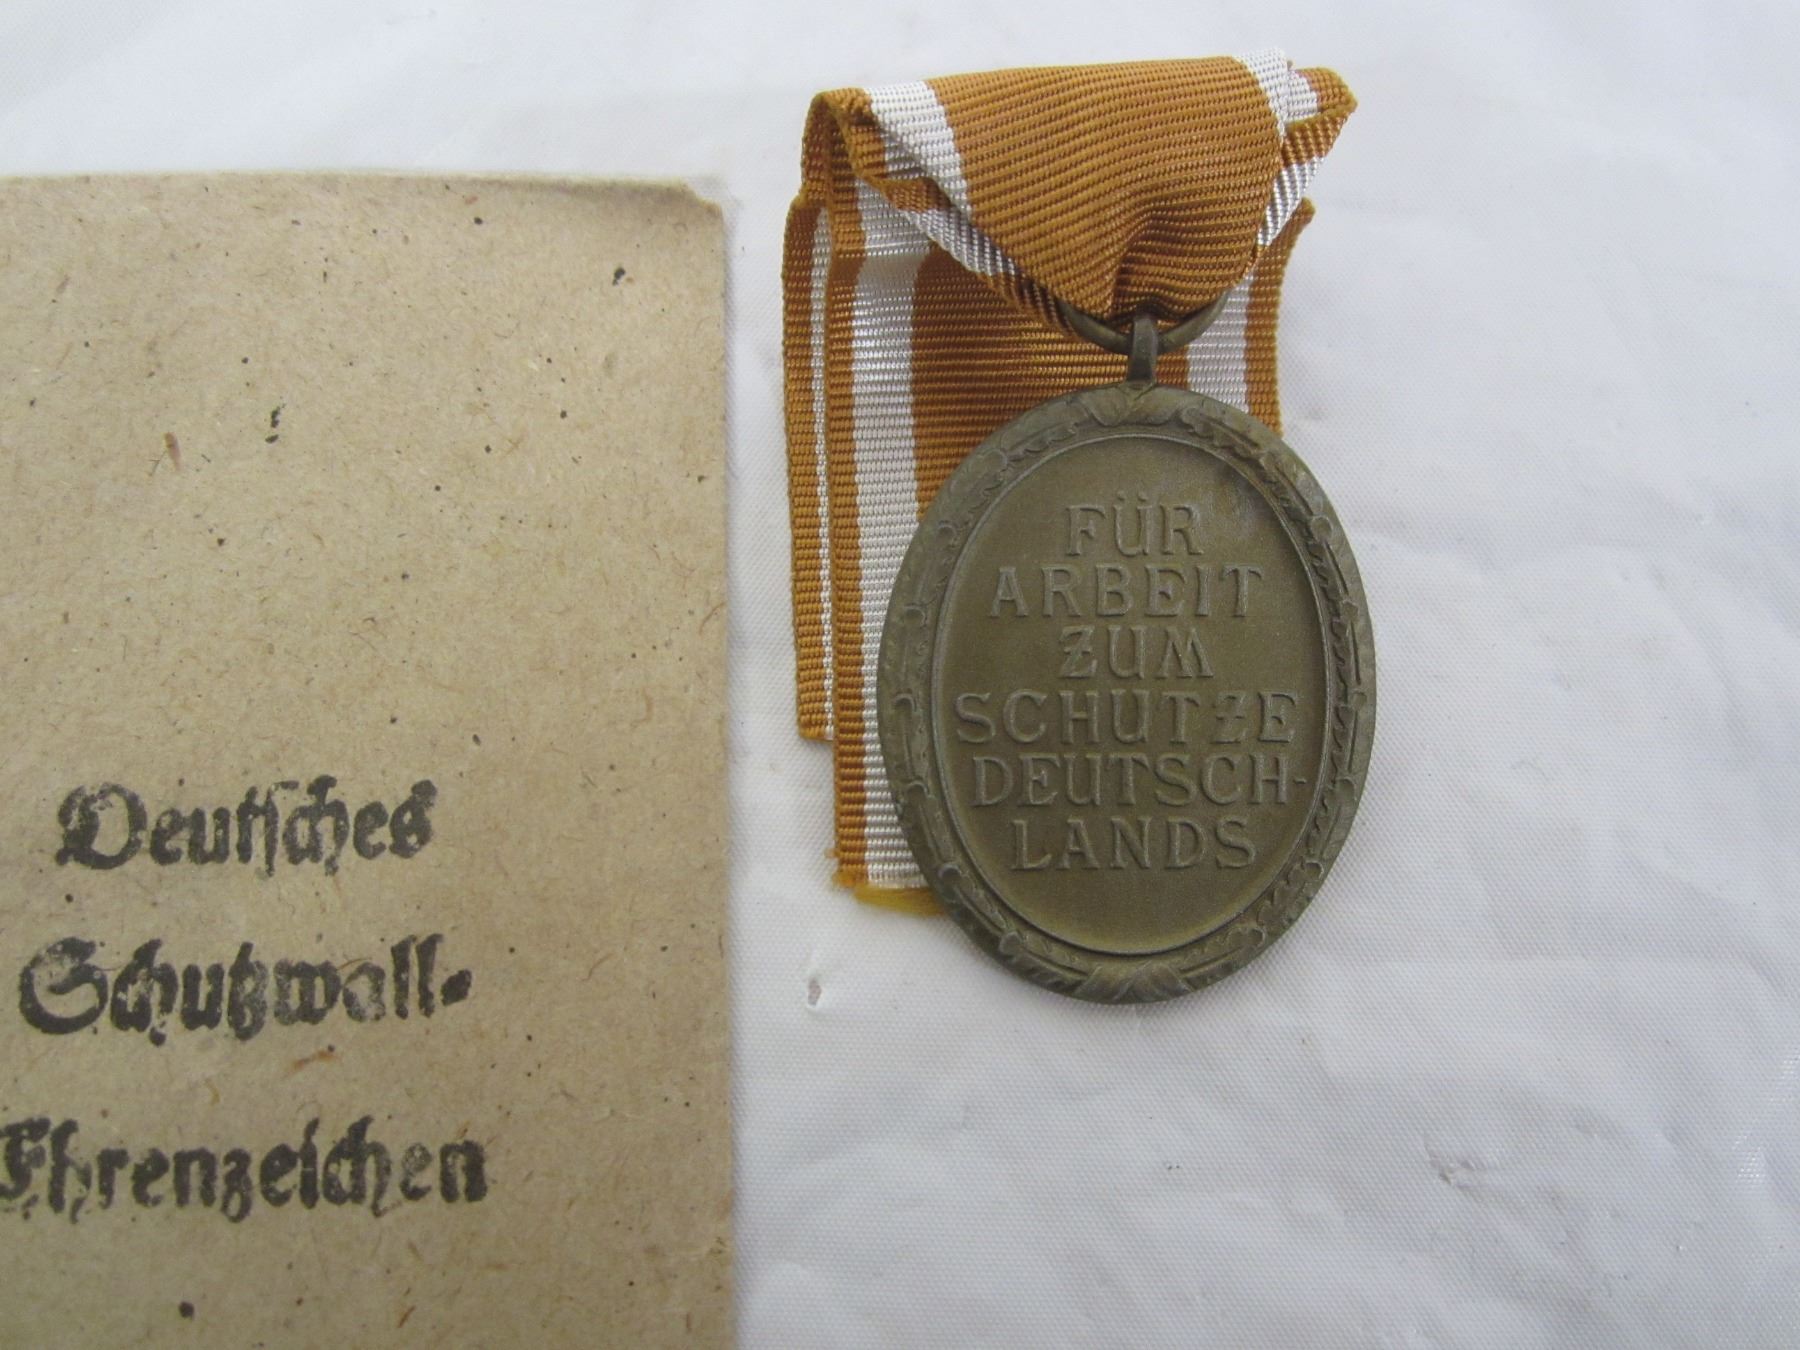 Deutsches
Schutzwall-
Ehrenzeichen
FÜR
ARBEIT
ZUM
SCHUTZE
DEUTSCH-
LANDS